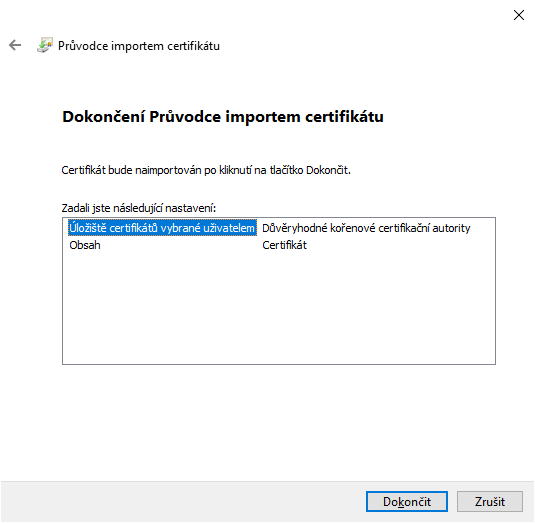 Průvodce importem certifikátu
Dokončení Průvodce importem certifikátu
Certifikát bude naimportován po kliknutí na tlačítko Dokončit.
Zadali jste následující nastavení:
Úložiště certifikátů vybrané uživatelem Důvěryhodné kořenové certifikační autority
Obsah Certifikát
Dokončit Zrušit